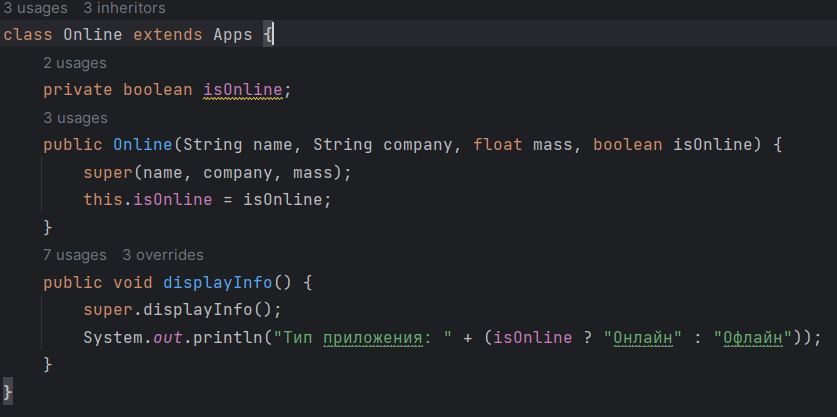 3 usages   3 inheritors
class Online extends Apps {
2 usages
private boolean isOnline;
3 usages
public Online(String name, String company, float mass, boolean isOnline) {
super(name, company, mass);
this.isOnline = isOnline;
}
7 usages   3 overrides
public void displayInfo() {
super.displayInfo();
System.out.println("Тип приложения: " + (isOnline ? "Онлайн" : "Офлайн"));
}
}